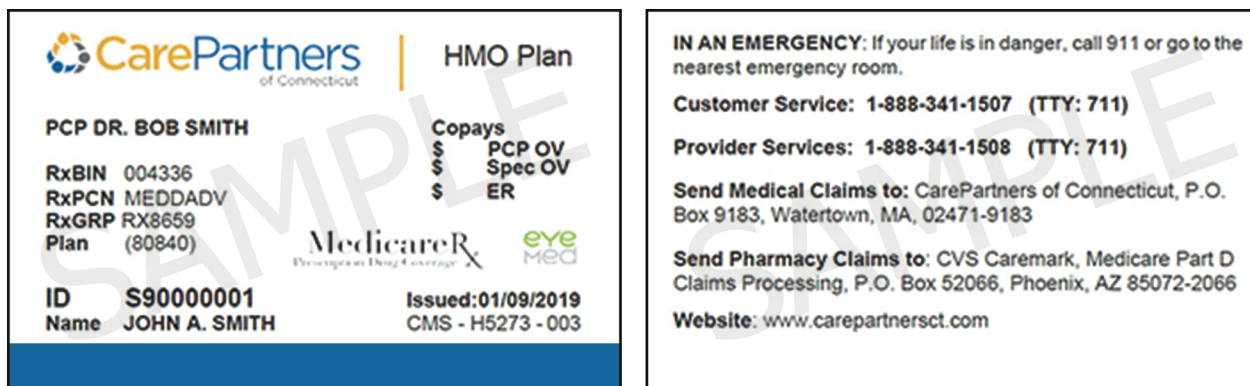 CarePartners
of Connecticut
HMO Plan
PCP DR. BOB SMITH
Copays
$ PCP OV
$ Spec OV
$ ER
RxBIN 004336
RxPCN MEDDADV
RxGRP RX8659
Plan (80840)
MedicareRx
Prescription Drug Coverage
eye
MED
ID S90000001
Name JOHN A. SMITH
Issued:01/09/2019
CMS - H5273 - 003
SAMPLE
IN AN EMERGENCY: If your life is in danger, call 911 or go to the
nearest emergency room.
Customer Service: 1-888-341-1507 (TTY: 711)
Provider Services: 1-888-341-1508 (TTY: 711)
Send Medical Claims to: CarePartners of Connecticut, P.O.
Box 9183, Watertown, MA, 02471-9183
Send Pharmacy Claims to: CVS Caremark, Medicare Part D
Claims Processing, P.O. Box 52066, Phoenix, AZ 85072-2066
Website: www.carepartnersct.com
SAMPLE